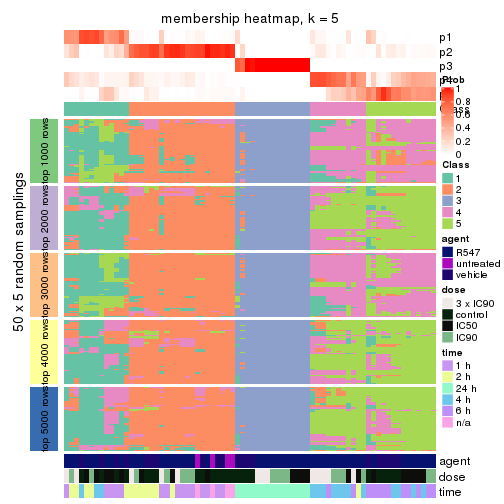 membership heatmap, k = 5
p1
p2
p3
Prob
1
0.8
0.6
0.4
0.2
0
Class
1
2
3
4
5
agent
R547
untreated
vehicle
dose
3 x IC90
control
IC50
IC90
time
1 h
2 h
24 h
4 h
6 h
n/a
50 x 5 random samplings
top 1000 rows
top 2000 rows
top 3000 rows
top 4000 rows
top 5000 rows
agent
dose
time